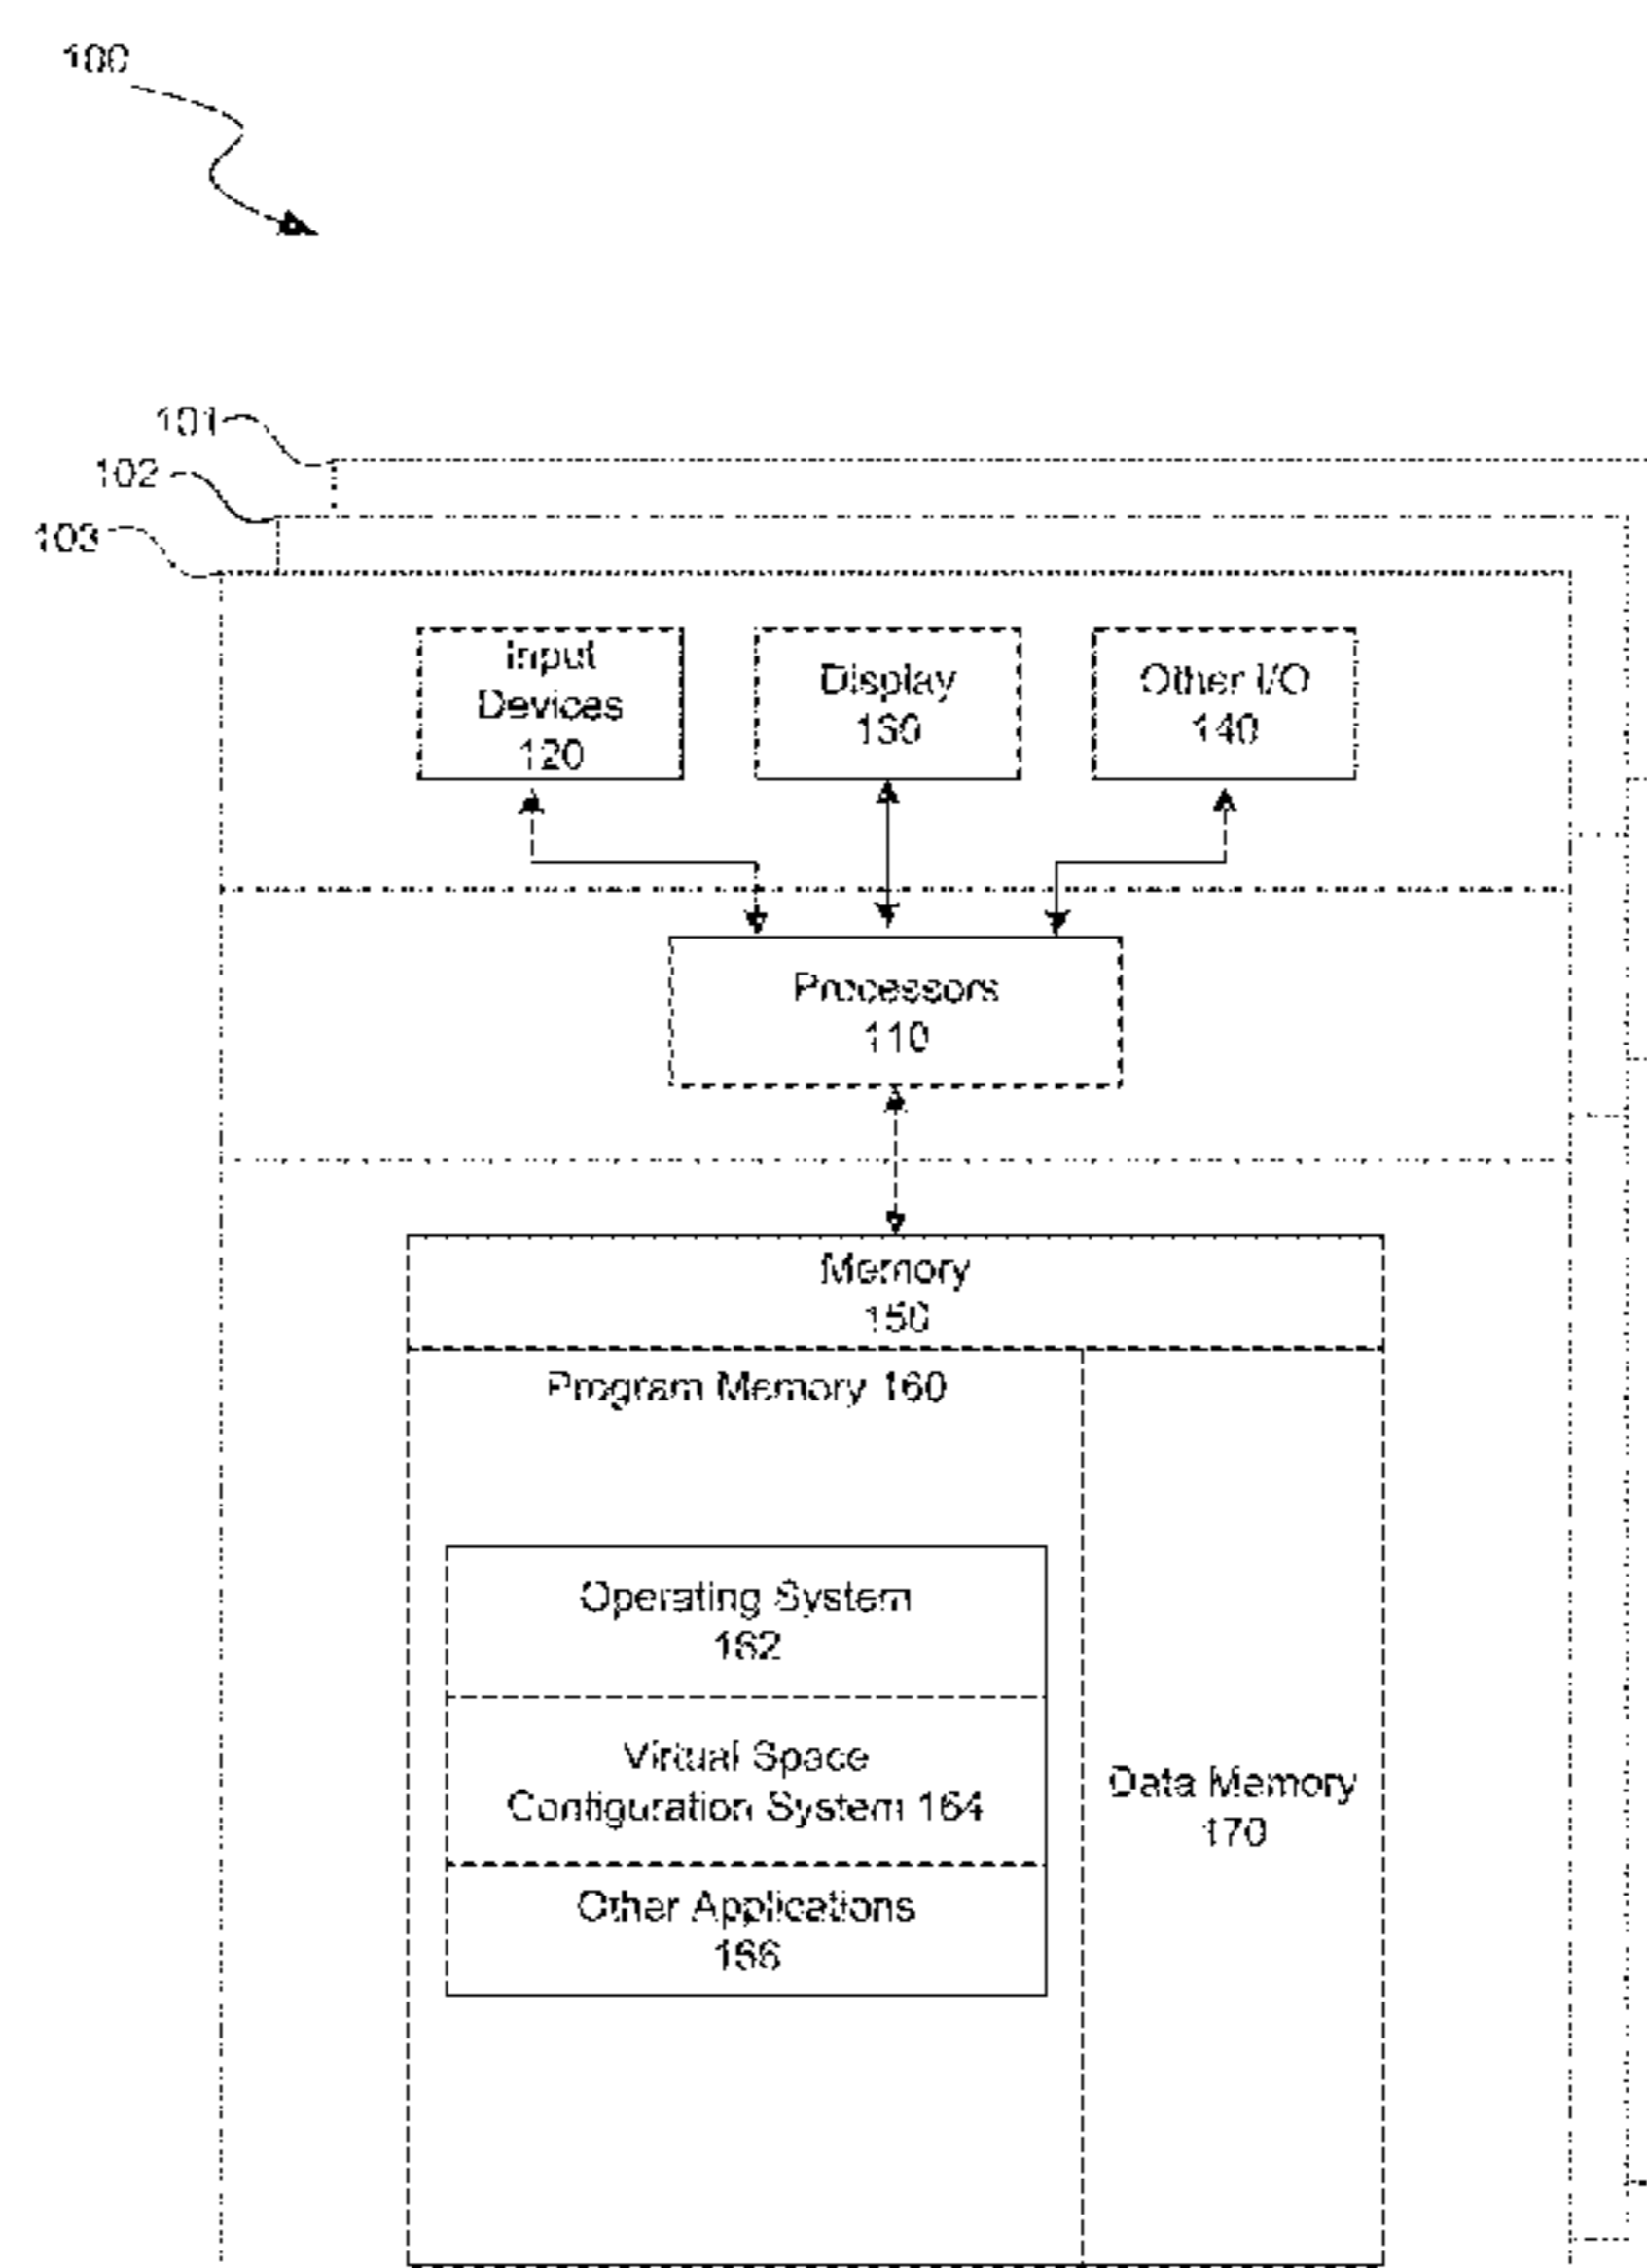 100
101
102
103
Input
Devices
120
Display
130
Other I/O
140
Processors
110
Memory
150
Program Memory 160
Operating System
162
Virtual Space
Configuration System 164
Other Applications
166
Data Memory
170